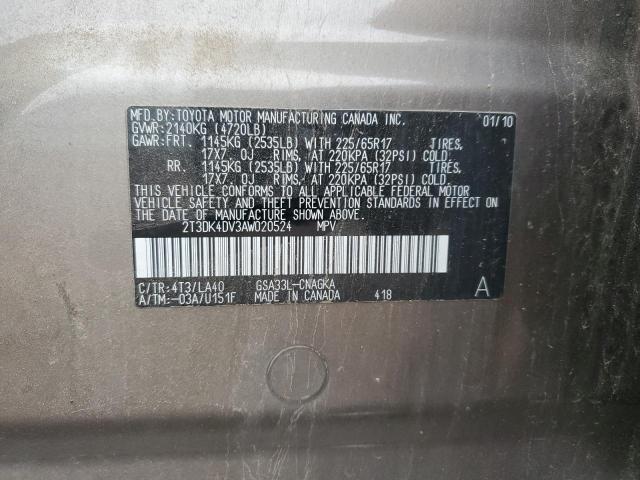 MFD.BY:TOYOTA MOTOR MANUFACTURING CANADA INC. 01/10
GVWR:2140KG (4720LB)
GAWR:FRT. 1145KG (2535LB) WITH 225/65R17 TIRES,
17X7. 0J RIMS, AT 220KPA (32PSI) COLD.
RR. 1145KG (2535LB) WITH 225/65R17 TIRES,
17X7. 0J RIMS, AT 220KPA (32PSI) COLD.
THIS VEHICLE CONFORMS TO ALL APPLICABLE FEDERAL MOTOR
VEHICLE SAFETY AND THEFT PREVENTION STANDARDS IN EFFECT ON
THE DATE OF MANUFACTURE SHOWN ABOVE.
2T3DK4DV3AW020524 MPV
C/TR:4T3/LA40 GSA33L-CNAGKA
A/TM:-03A/U151F MADE IN CANADA 418 A